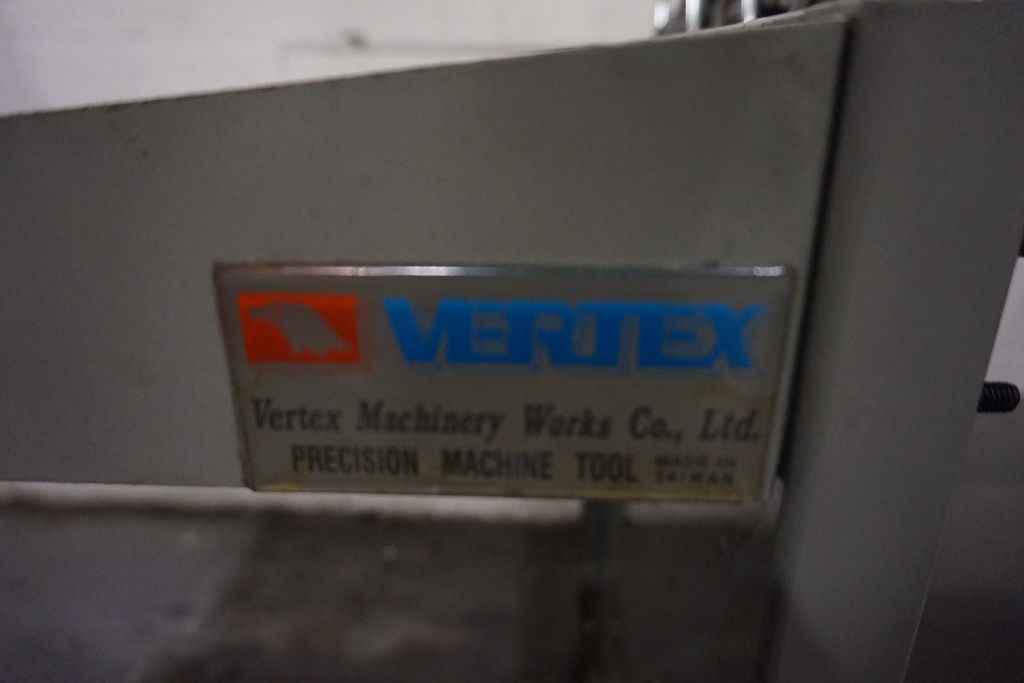 VERTEX
Vertex Machinery Works Co., Ltd.
PRECISION MACHINE TOOL MADE IN
TAIWAN